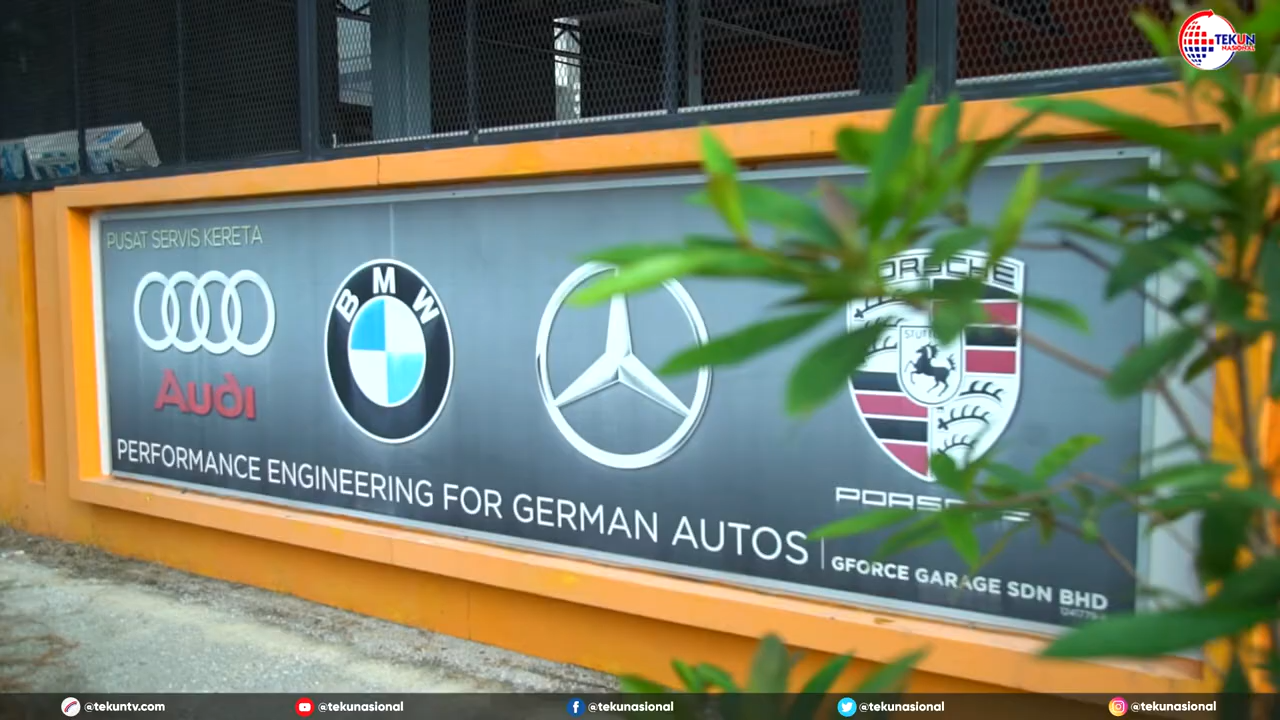 TEKUN
NASIONAL
PUSAT SERVIS KERETA
Audi
BMW
PORSCHE
PERFORMANCE ENGINEERING FOR GERMAN AUTOS | GFORCE GARAGE SDN BHD
@tekuntv.com
@tekunasional
@tekunasional
@tekunasional
@tekunasional